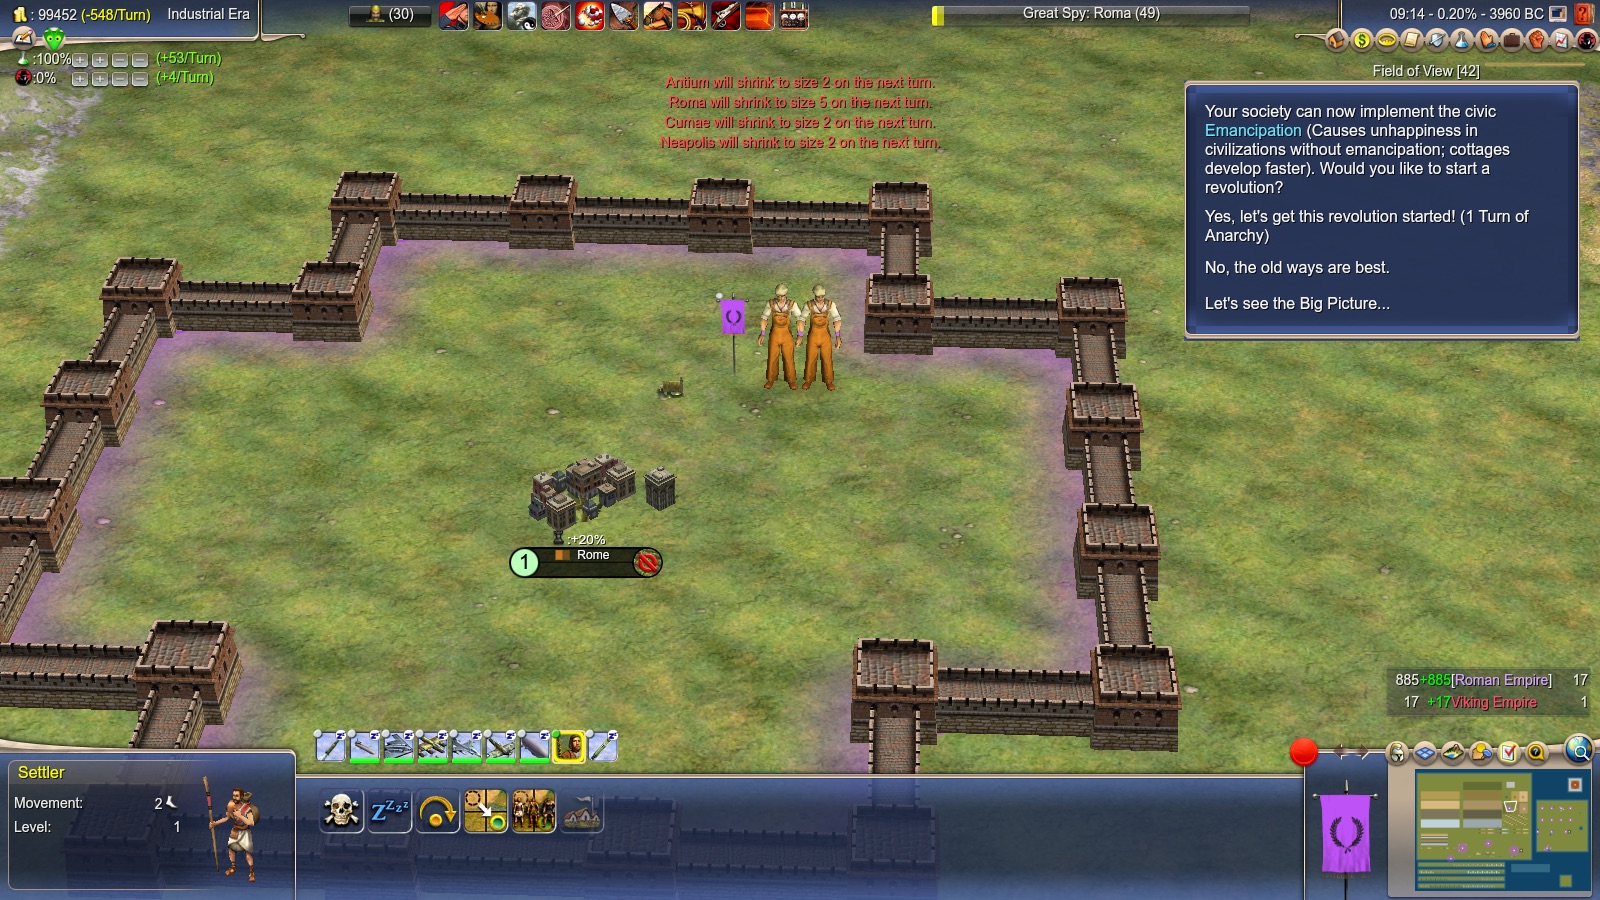 : 99452 (-548/Turn) Industrial Era
(30)
Great Spy: Roma (49)
09:14 - 0.20% - 3960 BC
:100% (+53/Turn)
:0% (+4/Turn)
Field of View [42]
Antium will shrink to size 2 on the next turn.
Roma will shrink to size 5 on the next turn.
Cumae will shrink to size 2 on the next turn.
Neapolis will shrink to size 2 on the next turn.
Your society can now implement the civic
Emancipation (Causes unhappiness in
civilizations without emancipation; cottages
develop faster). Would you like to start a
revolution?
Yes, let's get this revolution started! (1 Turn of
Anarchy)
No, the old ways are best.
Let's see the Big Picture...
:+20%
1 Rome
885+885[Roman Empire] 17
17 +17Viking Empire 1
Settler
Movement: 2
Level: 1
Zzzz